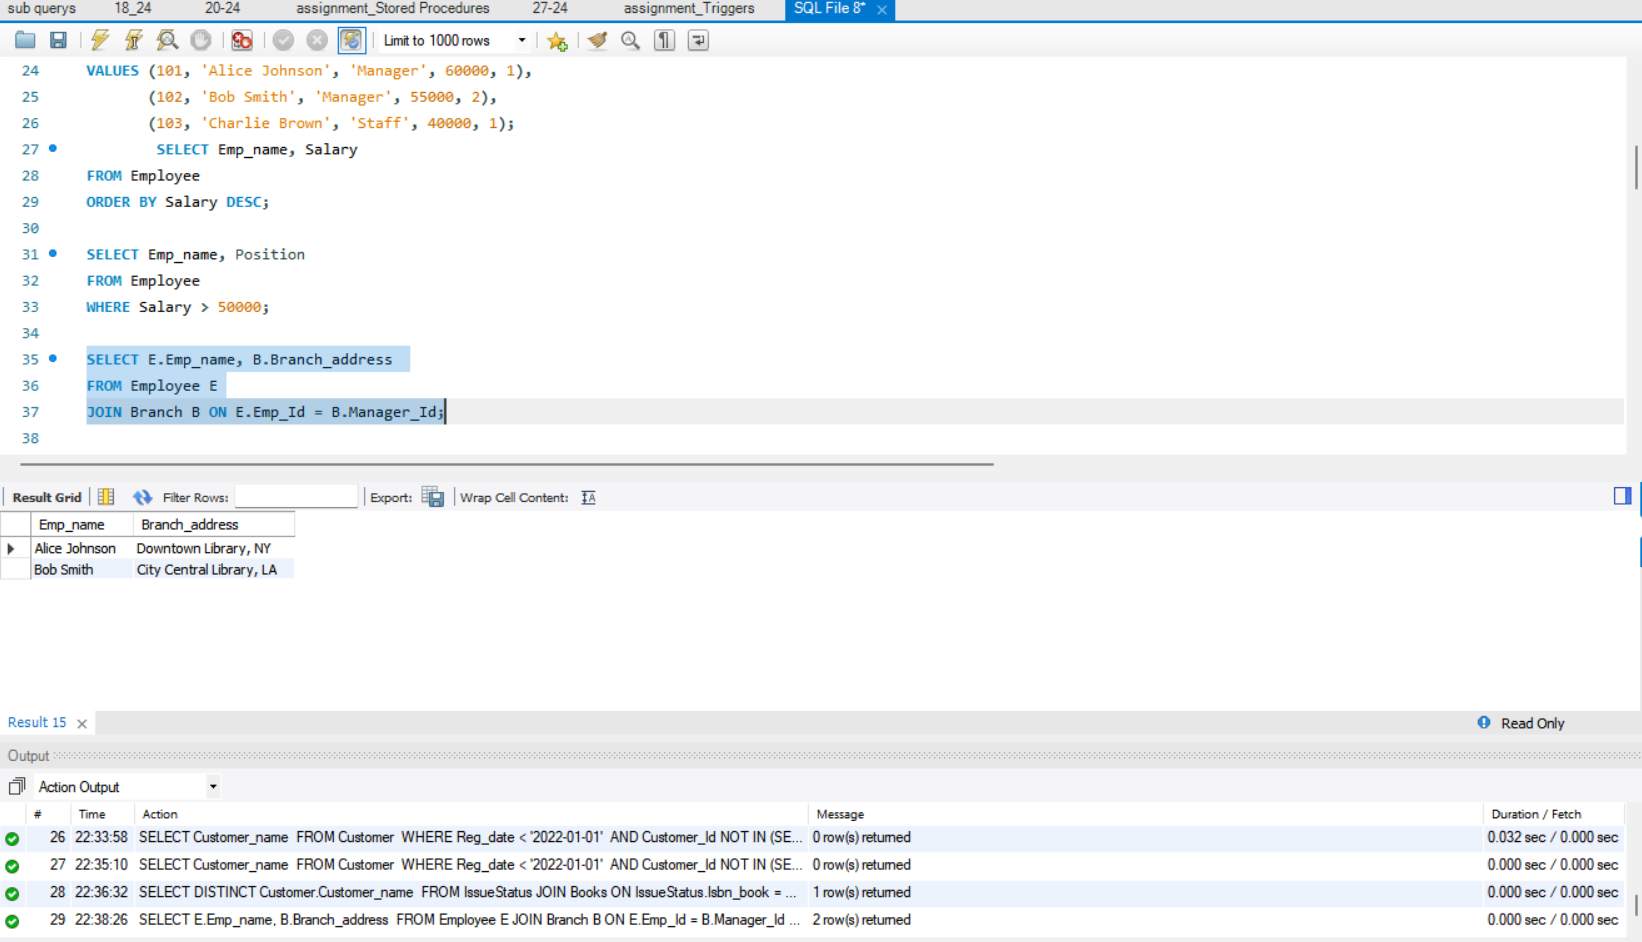 sub querys 18_24 20-24 assignment_Stored Procedures 27-24 assignment_Triggers SQL File 8*
Limit to 1000 rows
24 VALUES (101, 'Alice Johnson', 'Manager', 60000, 1),
25 (102, 'Bob Smith', 'Manager', 55000, 2),
26 (103, 'Charlie Brown', 'Staff', 40000, 1);
27 SELECT Emp_name, Salary
28 FROM Employee
29 ORDER BY Salary DESC;
30
31 SELECT Emp_name, Position
32 FROM Employee
33 WHERE Salary > 50000;
34
35 SELECT E.Emp_name, B.Branch_address
36 FROM Employee E
37 JOIN Branch B ON E.Emp_Id = B.Manager_Id;
38
Result Grid Filter Rows: Export: Wrap Cell Content:
Emp_name Branch_address
Alice Johnson Downtown Library, NY
Bob Smith City Central Library, LA
Result 15 Read Only
Output
Action Output
# Time Action Message Duration / Fetch
26 22:33:58 SELECT Customer_name FROM Customer WHERE Reg_date < '2022-01-01' AND Customer_Id NOT IN (SE... 0 row(s) returned 0.032 sec / 0.000 sec
27 22:35:10 SELECT Customer_name FROM Customer WHERE Reg_date < '2022-01-01' AND Customer_Id NOT IN (SE... 0 row(s) returned 0.000 sec / 0.000 sec
28 22:36:32 SELECT DISTINCT Customer.Customer_name FROM IssueStatus JOIN Books ON IssueStatus.Isbn_book = ... 1 row(s) returned 0.000 sec / 0.000 sec
29 22:38:26 SELECT E.Emp_name, B.Branch_address FROM Employee E JOIN Branch B ON E.Emp_Id = B.Manager_Id ... 2 row(s) returned 0.000 sec / 0.000 sec